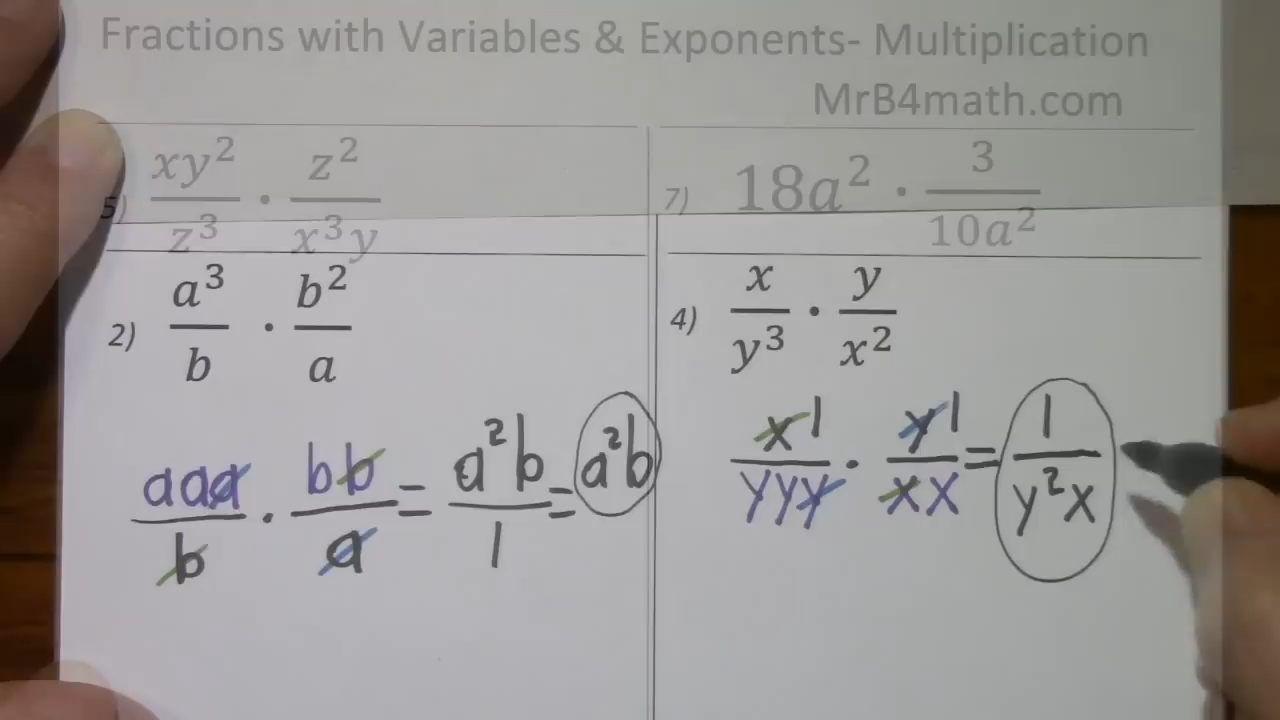 Fractions with Variables & Exponents- Multiplication
MrB4math.com
5) xy²/z³ · z²/x³y
7) 18a² · 3/10a²
2) a³/b · b²/a
4) x/y³ · y/x²
aaa/b · bb/a = a²b/1 = a²b
x1/yyy · y1/xx = 1/y²x